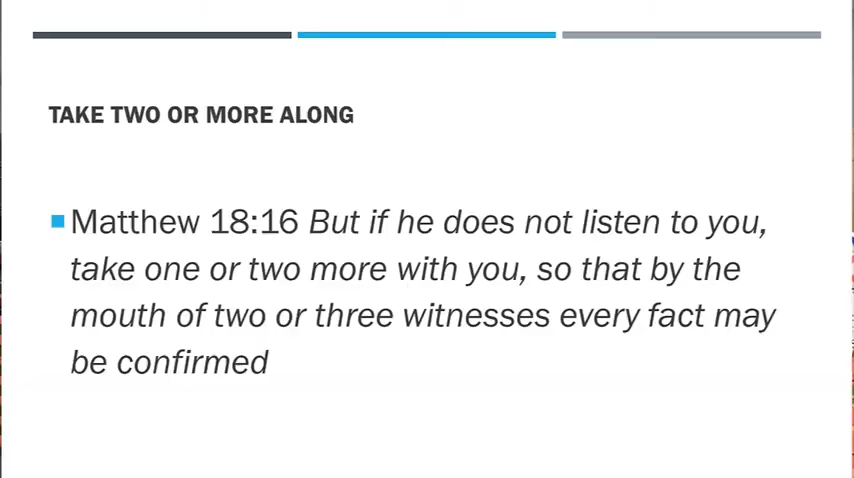 TAKE TWO OR MORE ALONG
Matthew 18:16 But if he does not listen to you,
take one or two more with you, so that by the
mouth of two or three witnesses every fact may
be confirmed